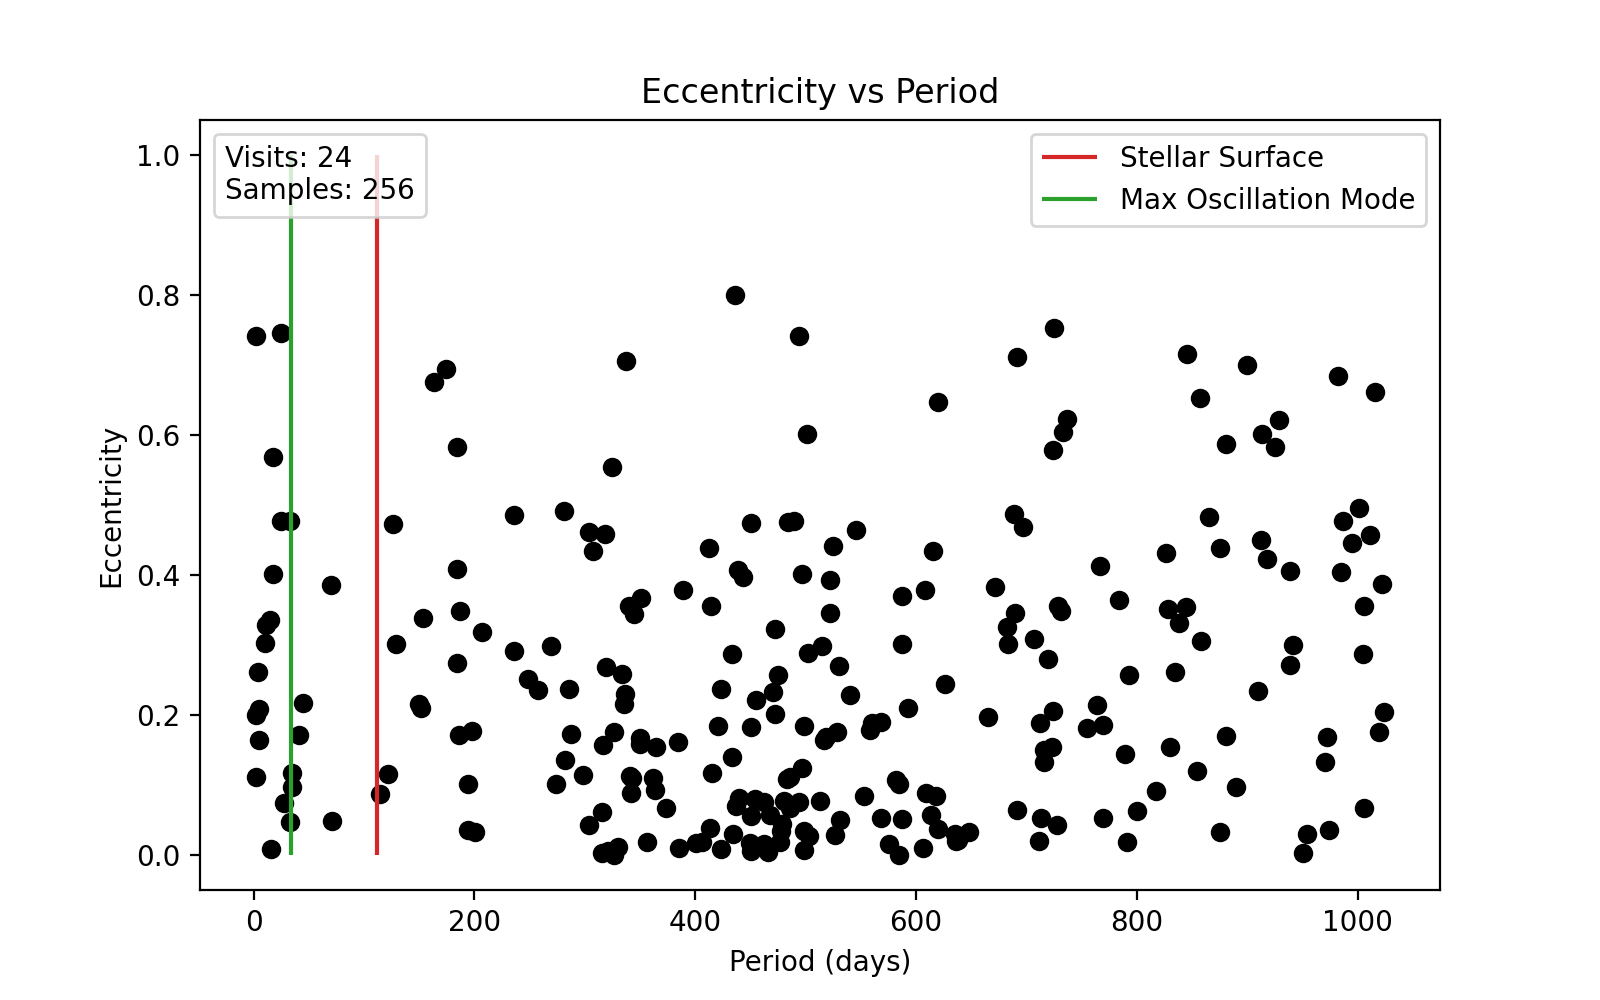 Eccentricity vs Period
Visits: 24
Samples: 256
Stellar Surface
Max Oscillation Mode
Eccentricity
1.0
0.8
0.6
0.4
0.2
0.0
0
200
400
600
800
1000
Period (days)